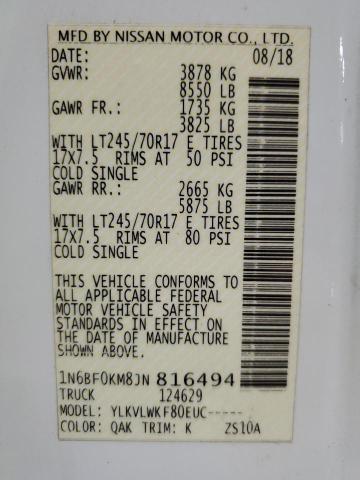 MFD BY NISSAN MOTOR CO., LTD.
DATE: 08/18
GVWR: 3878 KG
8550 LB
GAWR FR.: 1735 KG
3825 LB
WITH LT245/70R17 E TIRES
17X7.5 RIMS AT 50 PSI
COLD SINGLE
GAWR RR.: 2665 KG
5875 LB
WITH LT245/70R17 E TIRES
17X7.5 RIMS AT 80 PSI
COLD SINGLE
THIS VEHICLE CONFORMS TO
ALL APPLICABLE FEDERAL
MOTOR VEHICLE SAFETY
STANDARDS IN EFFECT ON
THE DATE OF MANUFACTURE
SHOWN ABOVE.
1N6BF0KM8JN816494
TRUCK 124629
MODEL: YLKVLWKF80EUC-----
COLOR: QAK TRIM: K ZS10A